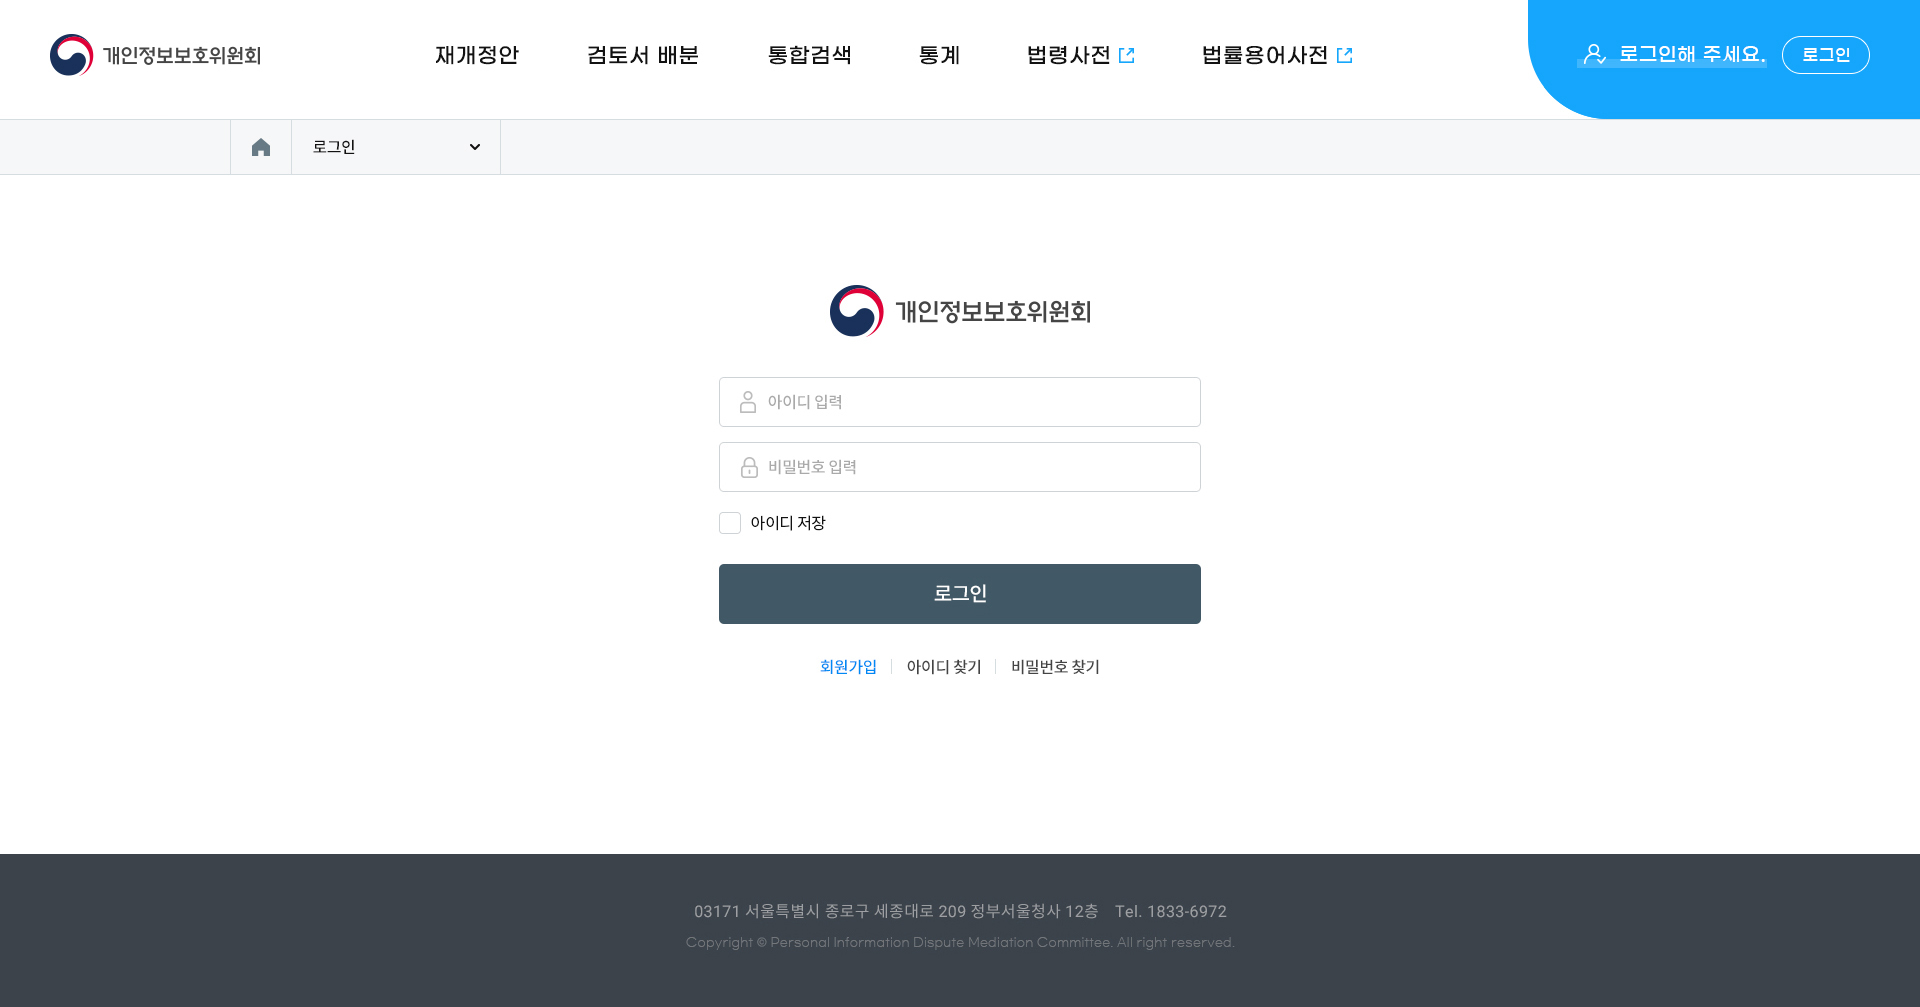 개인정보보호위원회
재개정안
검토서 배분
통합검색
통계
법령사전
법률용어사전
로그인해 주세요.
로그인
로그인
개인정보보호위원회
아이디 입력
비밀번호 입력
아이디 저장
로그인
회원가입
아이디 찾기
비밀번호 찾기
03171 서울특별시 종로구 세종대로 209 정부서울청사 12층 Tel. 1833-6972
Copyright © Personal Information Dispute Mediation Committee. All right reserved.